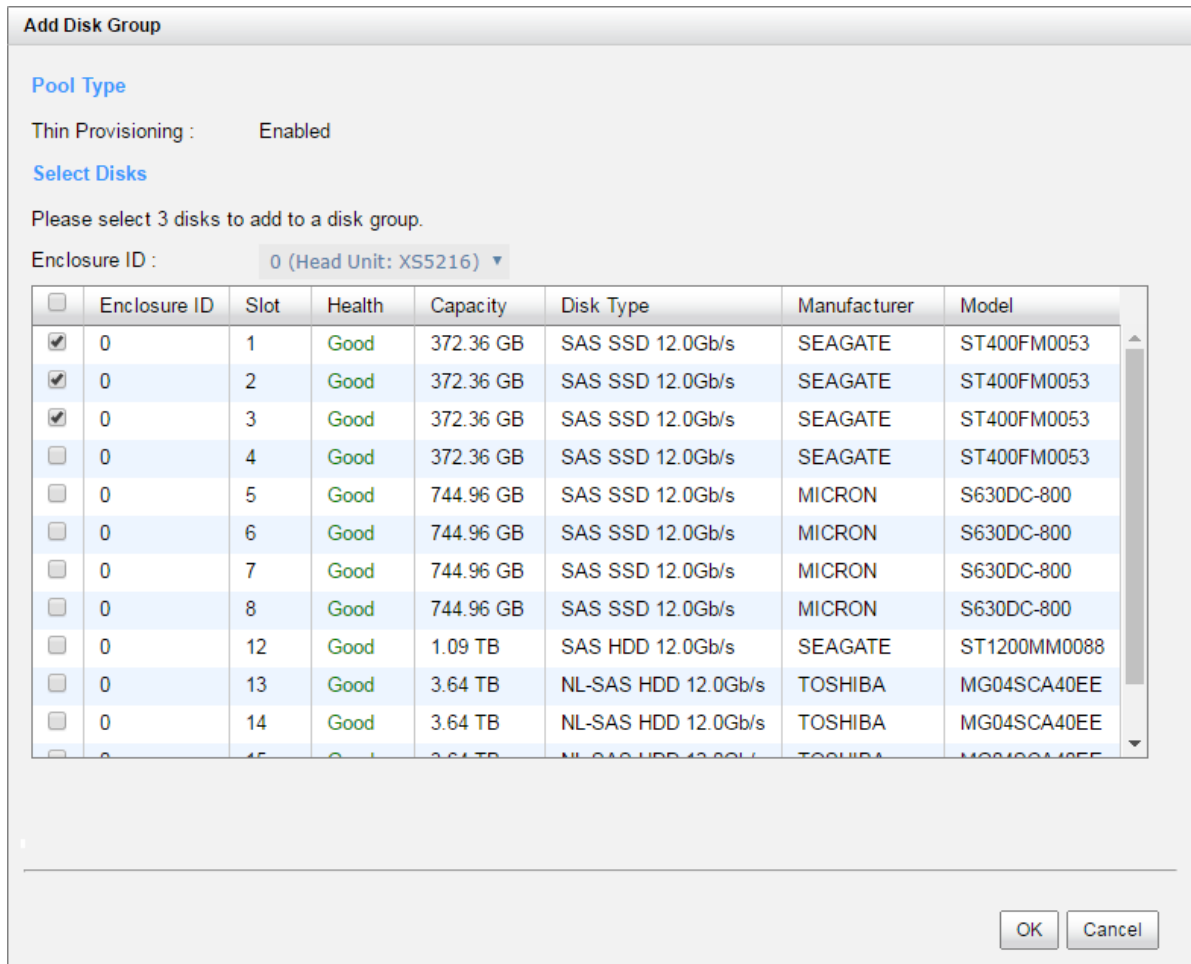 Add Disk Group
Pool Type
Thin Provisioning : Enabled
Select Disks
Please select 3 disks to add to a disk group.
Enclosure ID : 0 (Head Unit: XS5216)
Enclosure ID Slot Health Capacity Disk Type Manufacturer Model
0 1 Good 372.36 GB SAS SSD 12.0Gb/s SEAGATE ST400FM0053
0 2 Good 372.36 GB SAS SSD 12.0Gb/s SEAGATE ST400FM0053
0 3 Good 372.36 GB SAS SSD 12.0Gb/s SEAGATE ST400FM0053
0 4 Good 372.36 GB SAS SSD 12.0Gb/s SEAGATE ST400FM0053
0 5 Good 744.96 GB SAS SSD 12.0Gb/s MICRON S630DC-800
0 6 Good 744.96 GB SAS SSD 12.0Gb/s MICRON S630DC-800
0 7 Good 744.96 GB SAS SSD 12.0Gb/s MICRON S630DC-800
0 8 Good 744.96 GB SAS SSD 12.0Gb/s MICRON S630DC-800
0 12 Good 1.09 TB SAS HDD 12.0Gb/s SEAGATE ST1200MM0088
0 13 Good 3.64 TB NL-SAS HDD 12.0Gb/s TOSHIBA MG04SCA40EE
0 14 Good 3.64 TB NL-SAS HDD 12.0Gb/s TOSHIBA MG04SCA40EE
OK Cancel